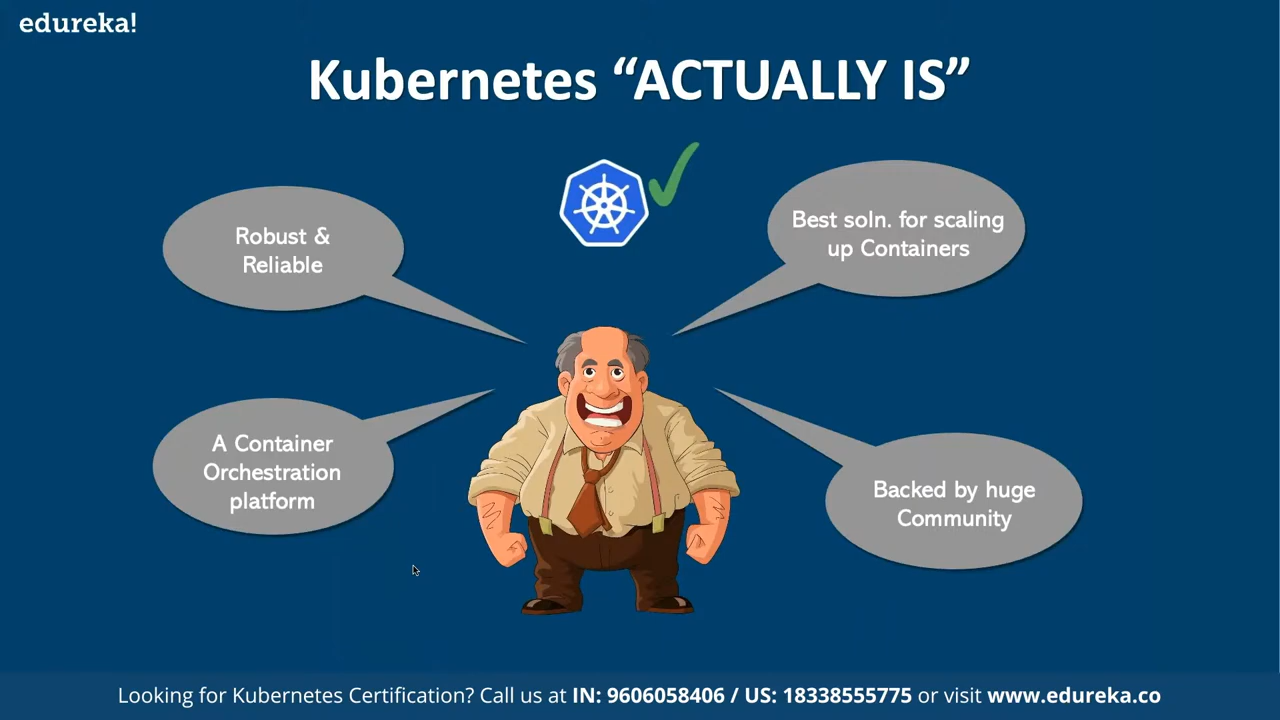 edureka!
Kubernetes “ACTUALLY IS”
Robust &
Reliable
Best soln. for scaling
up Containers
A Container
Orchestration
platform
Backed by huge
Community
Looking for Kubernetes Certification? Call us at IN: 9606058406 / US: 18338555775 or visit www.edureka.co